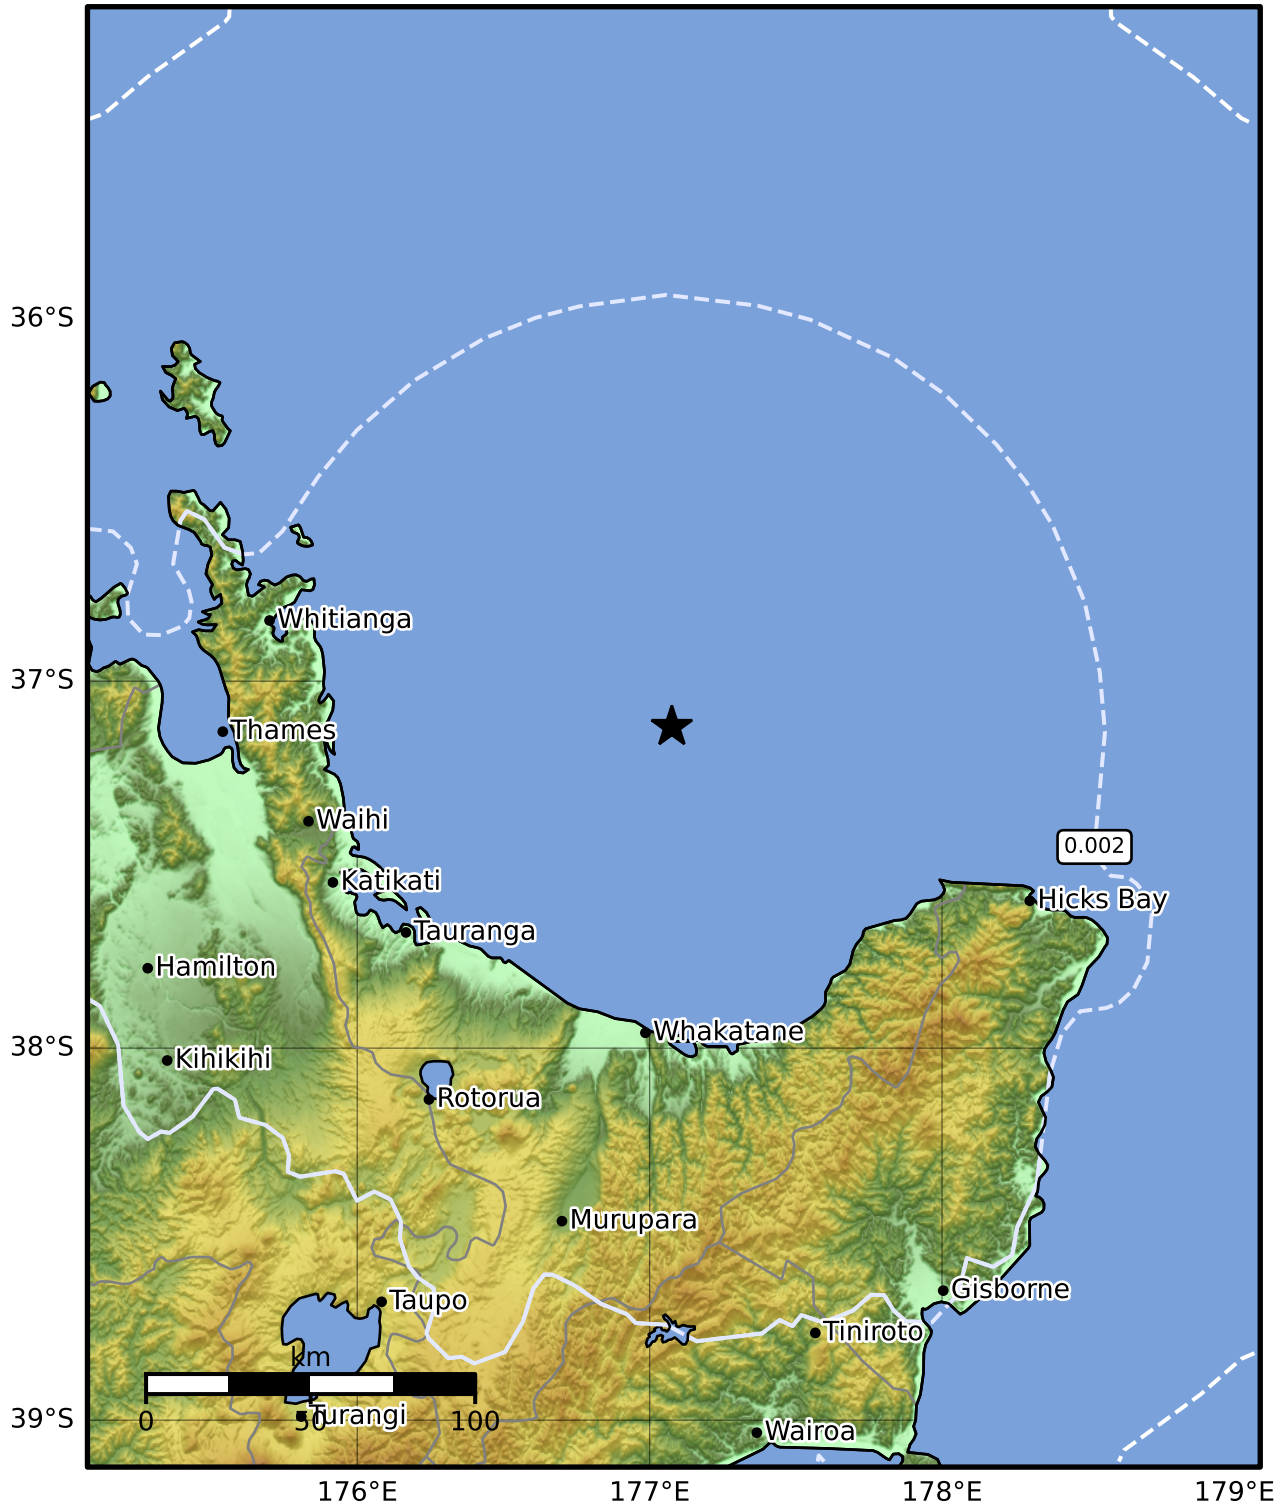 36°S
Whitianga
37°S
Thames
Waihi
0.002
Katikati
Hicks Bay
Tauranga
Hamilton
Whakatane
38°S
Kihikihi
Rotorua
Murupara
Gisborne
Taupo
Tiniroto
km
Turangi
0 50 100
39°S
Wairoa
176°E 177°E 178°E 179°E